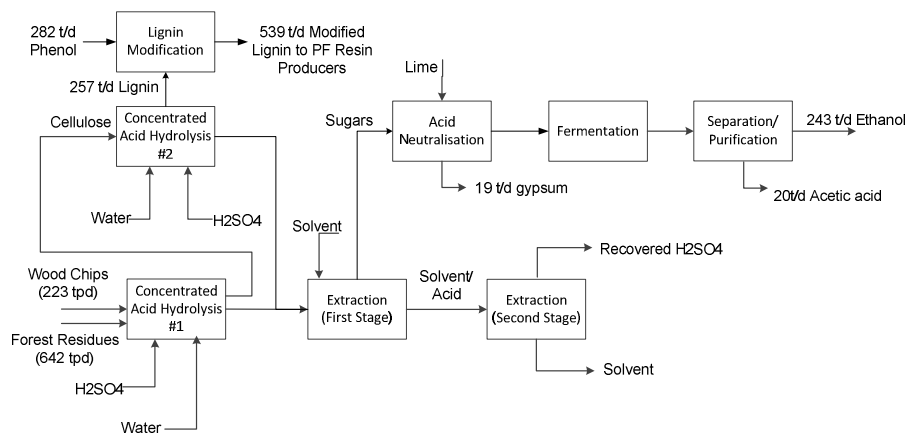 282 t/d
Phenol
Lignin
Modification
539 t/d Modified
Lignin to PF Resin
Producers
257 t/d Lignin
Lime
Cellulose
Concentrated
Acid Hydrolysis
#2
Sugars
Acid
Neutralisation
Fermentation
Separation/
Purification
243 t/d Ethanol
19 t/d gypsum
20t/d Acetic acid
Water
H2SO4
Solvent
Recovered H2SO4
Wood Chips
(223 tpd)
Forest Residues
(642 tpd)
Concentrated
Acid Hydrolysis
#1
Extraction
(First Stage)
Solvent/
Acid
Extraction
(Second Stage)
Solvent
H2SO4
Water